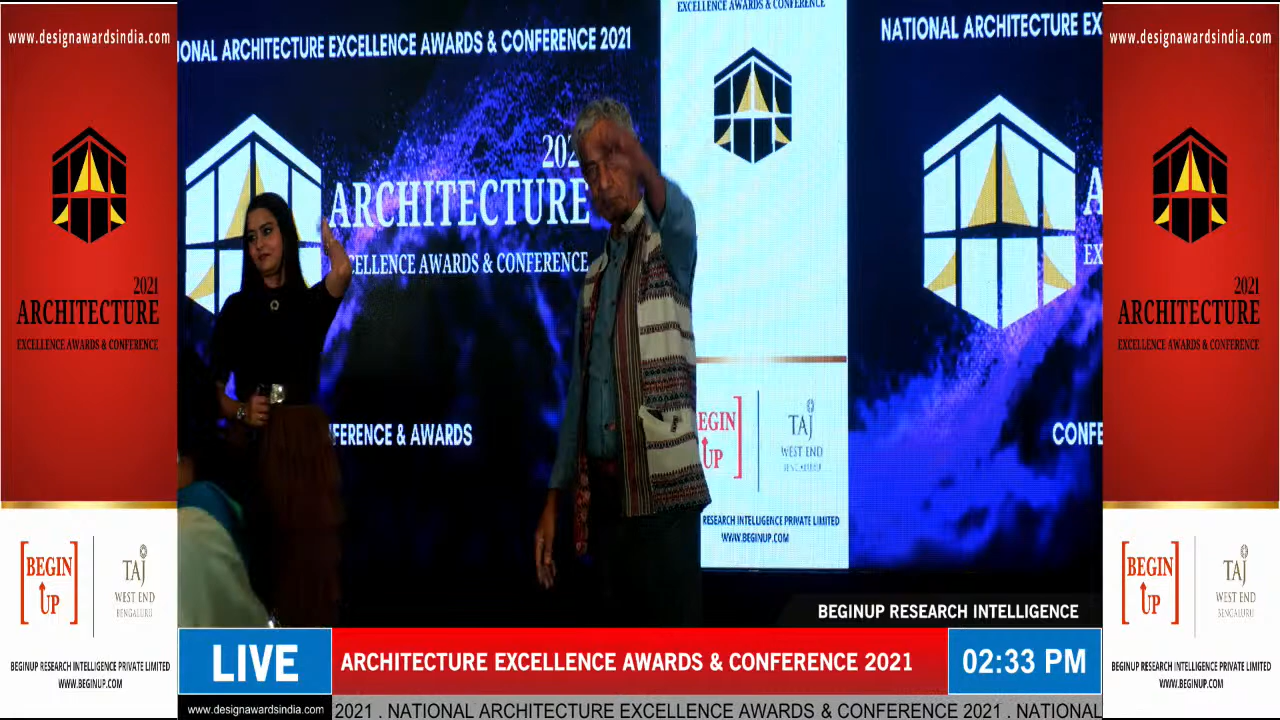 www.designawardsindia.com
2021
ARCHITECTURE
EXCELLENCE AWARDS & CONFERENCE
BEGIN
UP
TAJ
WEST END
BENGALURU
BEGINUP RESEARCH INTELLIGENCE PRIVATE LIMITED
WWW.BEGINUP.COM
IONAL ARCHITECTURE EXCELLENCE AWARDS & CONFERENCE 2021
202
ARCHITECTURE
CELLENCE AWARDS & CONFERENCE
FERENCE & AWARDS
EXCELLENCE AWARDS & CONFERENCE
EGIN
UP
TAJ
WEST END
BENGALURU
RESEARCH INTELLIGENCE PRIVATE LIMITED
WWW.BEGINUP.COM
NATIONAL ARCHITECTURE EX
A
EX
CONFE
BEGINUP RESEARCH INTELLIGENCE
LIVE
ARCHITECTURE EXCELLENCE AWARDS & CONFERENCE 2021
02:33 PM
www.designawardsindia.com
2021 . NATIONAL ARCHITECTURE EXCELLENCE AWARDS & CONFERENCE 2021 . NATIONAL
www.designawardsindia.com
2021
ARCHITECTURE
EXCELLENCE AWARDS & CONFERENCE
BEGIN
UP
TAJ
WEST END
BENGALURU
BEGINUP RESEARCH INTELLIGENCE PRIVATE LIMITED
WWW.BEGINUP.COM